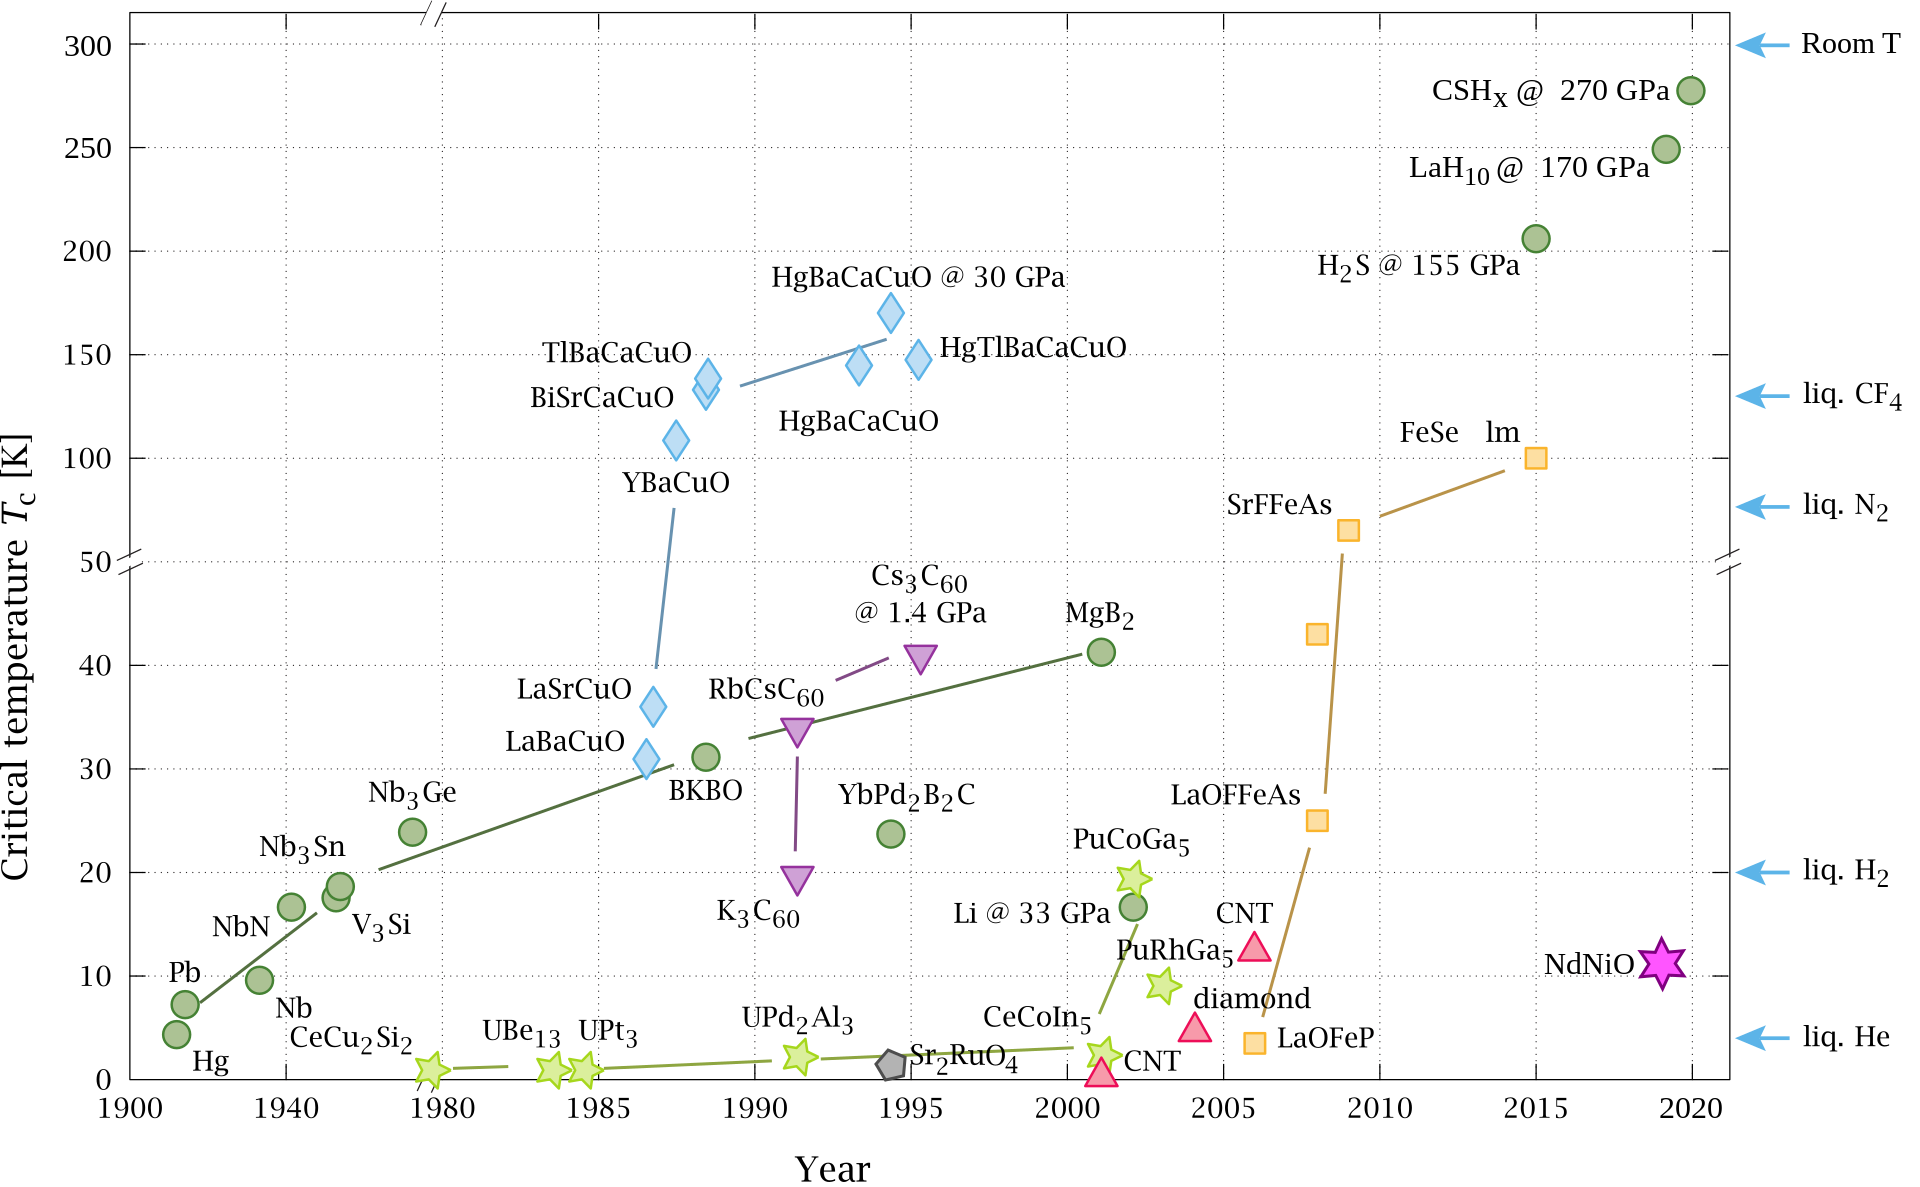 300
Room T
CSHX @ 270 GPa
250
LaH10 @ 170 GPa
200
H2S @ 155 GPa
HgBaCaCuO @ 30 GPa
150
TlBaCaCuO
HgTlBaCaCuO
BiSrCaCuO
liq. CF4
HgBaCaCuO
100
FeSe lm
YBaCuO
SrFFeAs
liq. N2
50
Cs3C60
@ 1.4 GPa
MgB2
Critical temperature Tc [K]
40
LaSrCuO
RbCsC60
LaBaCuO
30
BKBO
Nb3Ge
YbPd2B2C
LaOFFeAs
Nb3Sn
PuCoGa5
20
liq. H2
NbN
V3Si
K3C60
Li @ 33 GPa
CNT
PuRhGa5
NdNiO
10
Pb
Nb
diamond
CeCu2Si2
UBe13
UPt3
UPd2Al3
CeCoIn5
LaOFeP
liq. He
Hg
Sr2RuO4
CNT
0
1900 1940 1980 1985 1990 1995 2000 2005 2010 2015 2020
Year